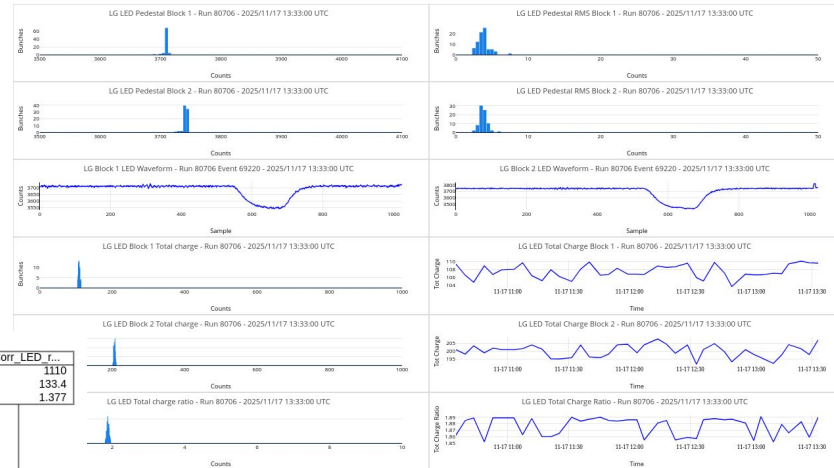 LG LED Pedestal Block 1 - Run 80706 - 2025/11/17 13:33:00 UTC
Bunches
60
40
20
0
3500 3600 3700 3800 3900 4000 4100
Counts
LG LED Pedestal RMS Block 1 - Run 80706 - 2025/11/17 13:33:00 UTC
Bunches
20
10
0
0 10 20 30 40 50
Counts
LG LED Pedestal Block 2 - Run 80706 - 2025/11/17 13:33:00 UTC
Bunches
40
30
20
10
0
3500 3600 3700 3800 3900 4000 4100
Counts
LG LED Pedestal RMS Block 2 - Run 80706 - 2025/11/17 13:33:00 UTC
Bunches
30
20
10
0 10 20 30 40 50
Counts
LG Block 1 LED Waveform - Run 80706 Event 69220 - 2025/11/17 13:33:00 UTC
Counts
3700
3650
3600
3550
0 200 400 600 800 1000
Sample
LG Block 2 LED Waveform - Run 80706 Event 69220 - 2025/11/17 13:33:00 UTC
Counts
3800
3700
3600
3500
0 200 400 600 800 1000
Sample
LG LED Block 1 Total charge - Run 80706 - 2025/11/17 13:33:00 UTC
Bunches
10
5
0
0 200 400 600 800 1000
Counts
LG LED Total Charge Block 1 - Run 80706 - 2025/11/17 13:33:00 UTC
Tot Charge
110
108
106
104
11-17 11:00 11-17 11:30 11-17 12:00 11-17 12:30 11-17 13:00 11-17 13:30
Time
LG LED Block 2 Total charge - Run 80706 - 2025/11/17 13:33:00 UTC
200 400 600 800 1000
Counts
LG LED Total Charge Block 2 - Run 80706 - 2025/11/17 13:33:00 UTC
Tot Charge
205
200
195
11-17 11:00 11-17 11:30 11-17 12:00 11-17 12:30 11-17 13:00 11-17 13:30
Time
orr_LED_r...
1110
133.4
1.377
LG LED Total charge ratio - Run 80706 - 2025/11/17 13:33:00 UTC
2 4 6 8 10
Counts
LG LED Total Charge Ratio - Run 80706 - 2025/11/17 13:33:00 UTC
Tot Charge Ratio
1.89
1.88
1.87
1.86
1.85
11-17 11:00 11-17 11:30 11-17 12:00 11-17 12:30 11-17 13:00 11-17 13:30
Time